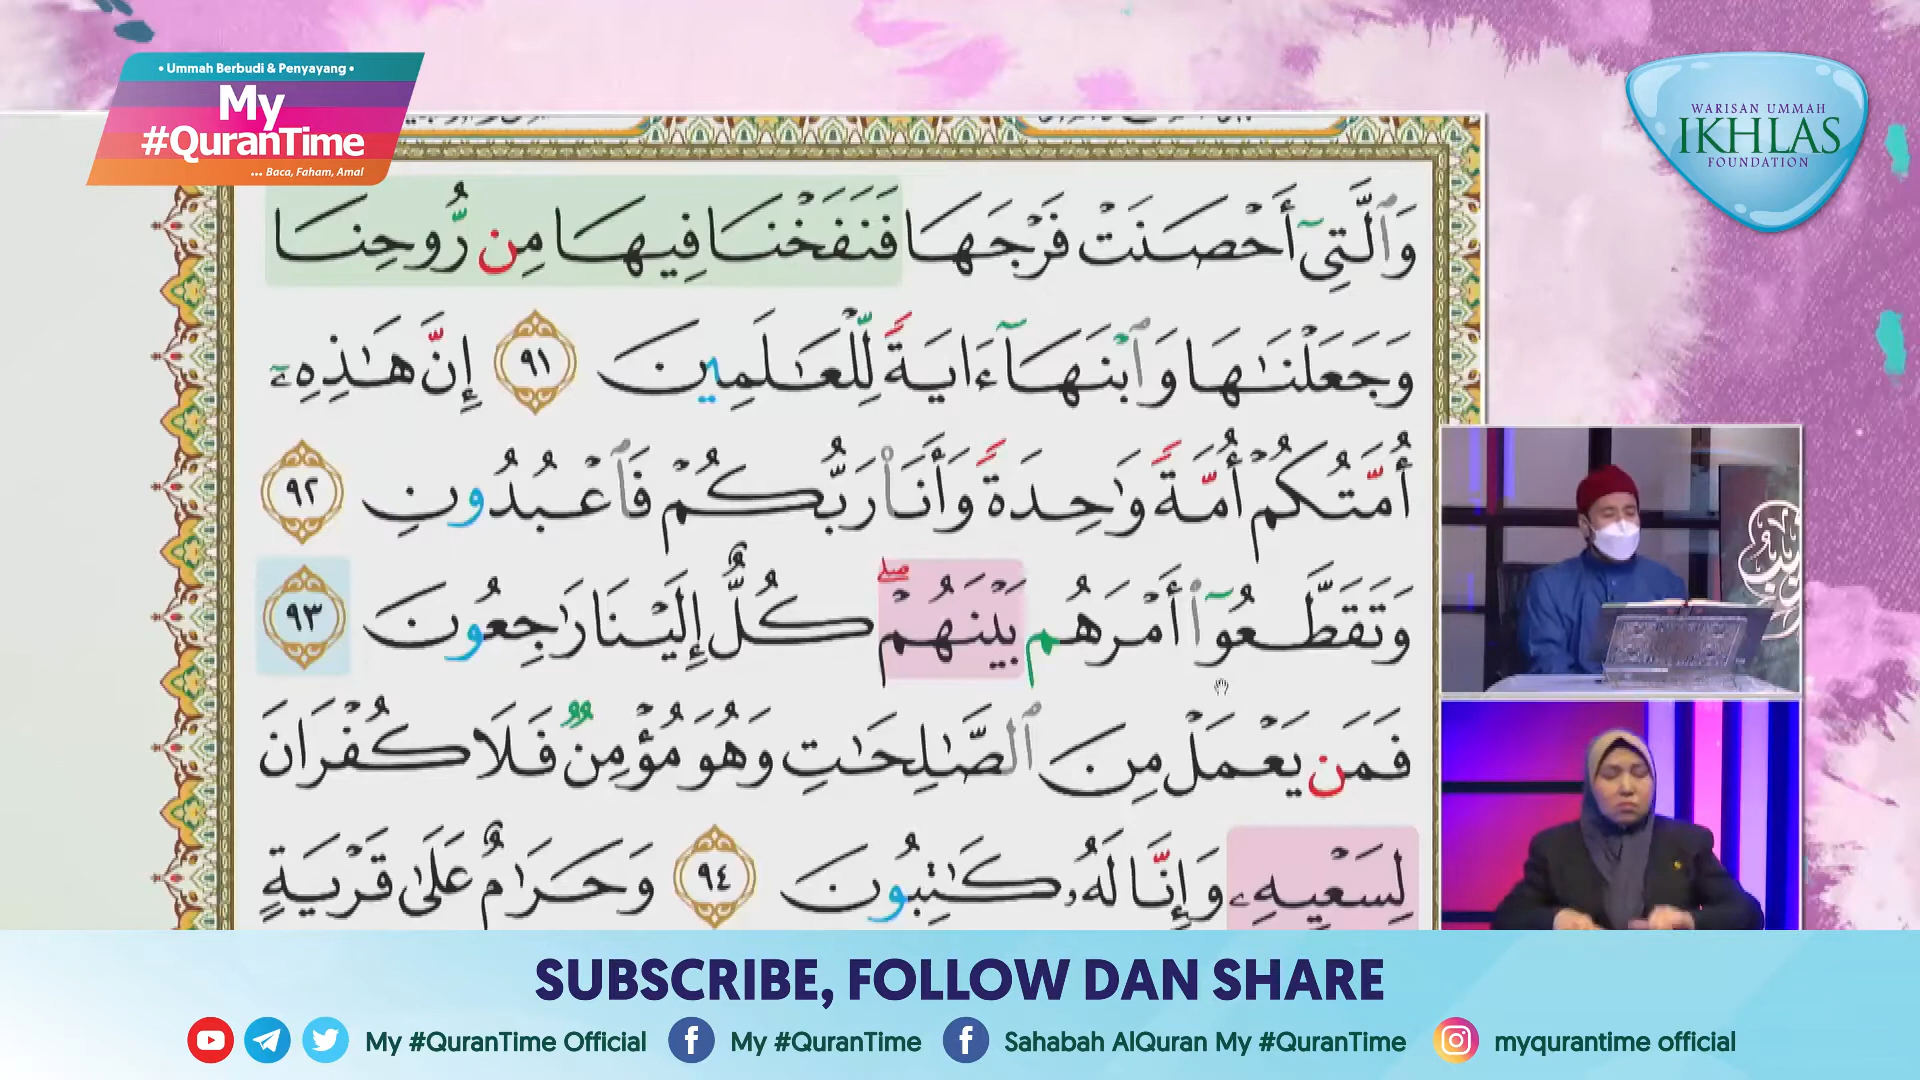 • Ummah Berbudi & Penyayang •
My
#QuranTime
... Baca, Faham, Amal
WARISAN UMMAH
IKHLAS
FOUNDATION
وَٱلَّتِىٓ أَحْصَنَتْ فَرْجَهَا فَنَفَخْنَا فِيهَا مِن رُّوحِنَا
وَجَعَلْنَٰهَا وَٱبْنَهَآ ءَايَةً لِّلْعَٰلَمِينَ ٩١ إِنَّ هَٰذِهِۦٓ
أُمَّتُكُمْ أُمَّةً وَٰحِدَةً وَأَنَا۠ رَبُّكُمْ فَٱعْبُدُونِ ٩٢
وَتَقَطَّعُوٓا۟ أَمْرَهُم بَيْنَهُمْ ۖ كُلٌّ إِلَيْنَا رَٰجِعُونَ ٩٣
فَمَن يَعْمَلْ مِنَ ٱلصَّٰلِحَٰتِ وَهُوَ مُؤْمِنٌ فَلَا كُفْرَانَ
لِسَعْيِهِۦ وَإِنَّا لَهُۥ كَٰتِبُونَ ٩٤ وَحَرَٰمٌ عَلَىٰ قَرْيَةٍ
SUBSCRIBE, FOLLOW DAN SHARE
My #QuranTime Official My #QuranTime Sahabah AlQuran My #QuranTime myqurantime official